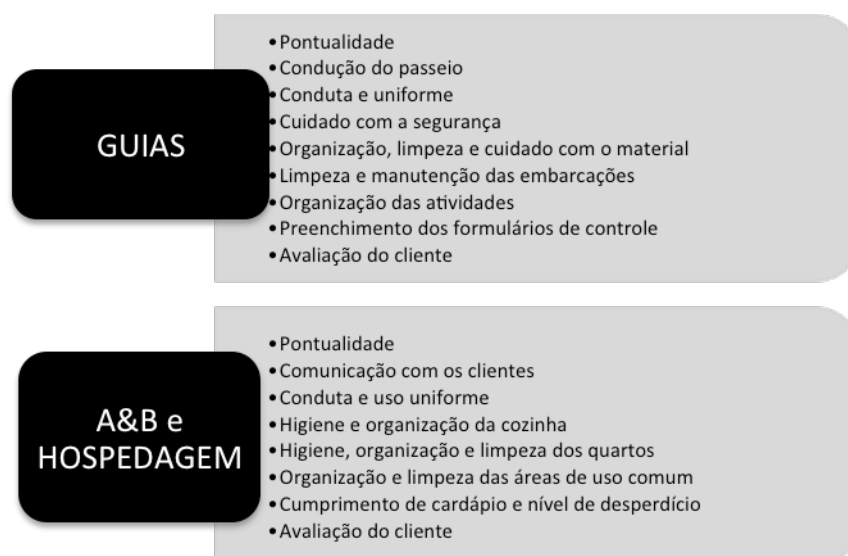 GUIAS
•Pontualidade
•Condução do passeio
•Conduta e uniforme
•Cuidado com a segurança
•Organização, limpeza e cuidado com o material
•Limpeza e manutenção das embarcações
•Organização das atividades
•Preenchimento dos formulários de controle
•Avaliação do cliente
A&B e
HOSPEDAGEM
•Pontualidade
•Comunicação com os clientes
•Conduta e uso uniforme
•Higiene e organização da cozinha
•Higiene, organização e limpeza dos quartos
•Organização e limpeza das áreas de uso comum
•Cumprimento de cardápio e nível de desperdício
•Avaliação do cliente